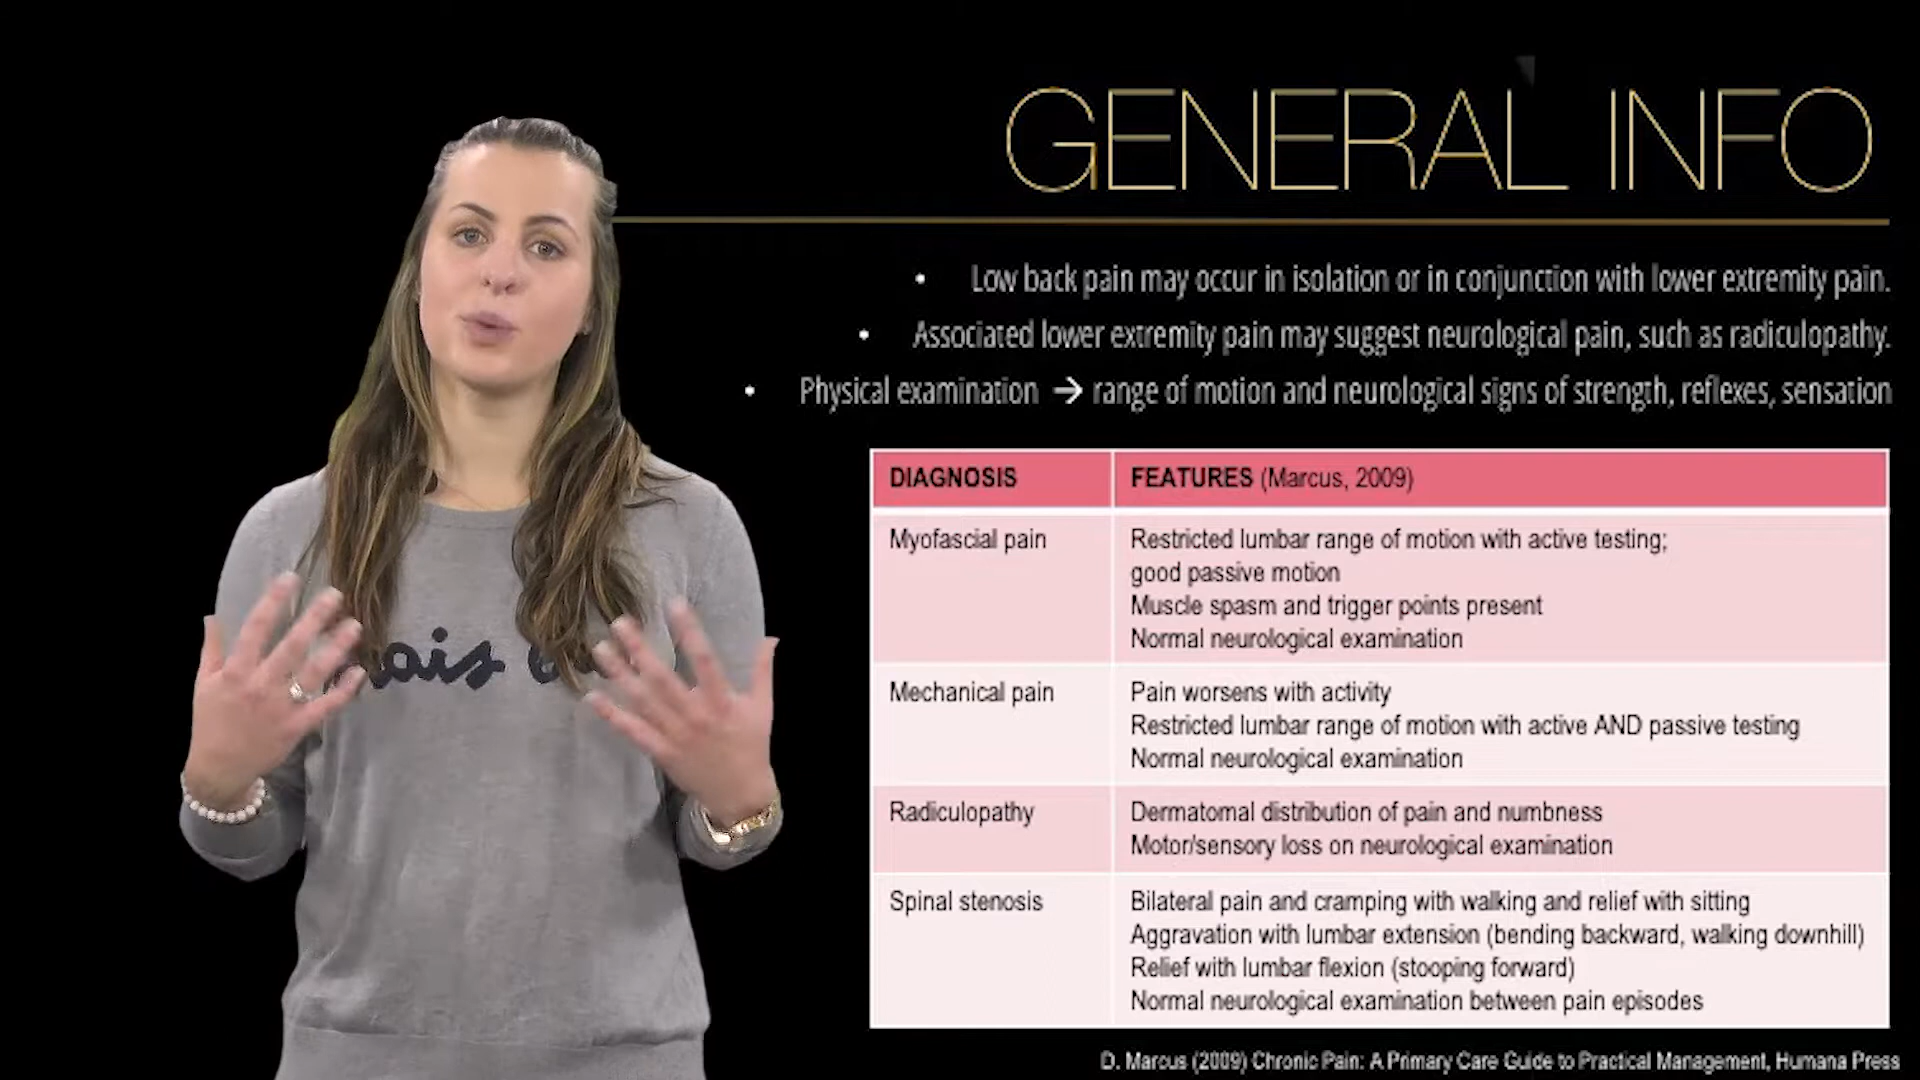 GENERAL INFO
• Low back pain may occur in isolation or in conjunction with lower extremity pain.
• Associated lower extremity pain may suggest neurological pain, such as radiculopathy.
• Physical examination → range of motion and neurological signs of strength, reflexes, sensation
DIAGNOSIS
FEATURES (Marcus, 2009)
Myofascial pain
Restricted lumbar range of motion with active testing;
good passive motion
Muscle spasm and trigger points present
Normal neurological examination
Mechanical pain
Pain worsens with activity
Restricted lumbar range of motion with active AND passive testing
Normal neurological examination
Radiculopathy
Dermatomal distribution of pain and numbness
Motor/sensory loss on neurological examination
Spinal stenosis
Bilateral pain and cramping with walking and relief with sitting
Aggravation with lumbar extension (bending backward, walking downhill)
Relief with lumbar flexion (stooping forward)
Normal neurological examination between pain episodes
D. Marcus (2009) Chronic Pain: A Primary Care Guide to Practical Management, Humana Press